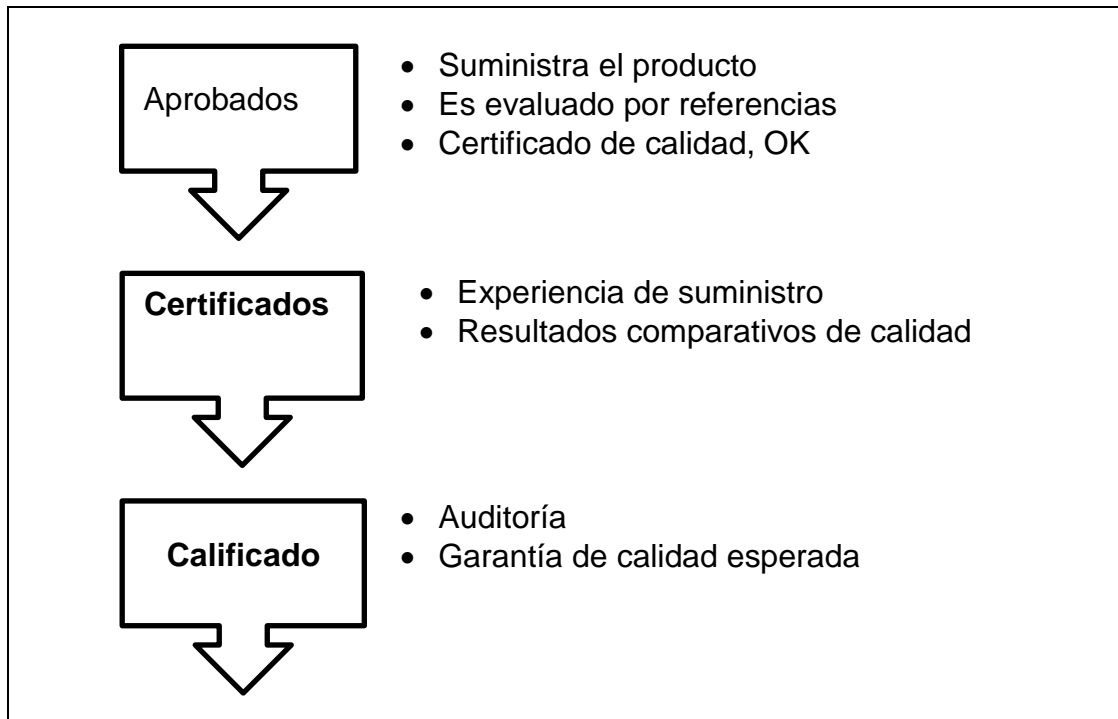 Aprobados
• Suministra el producto
• Es evaluado por referencias
• Certificado de calidad, OK
Certificados
• Experiencia de suministro
• Resultados comparativos de calidad
Calificado
• Auditoría
• Garantía de calidad esperada